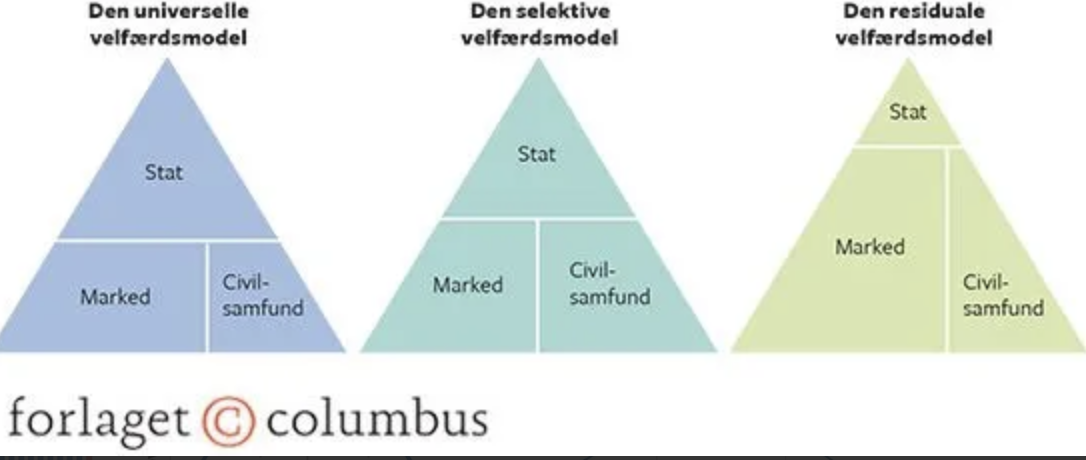 Den universelle
velfærdsmodel
Stat
Marked
Civil-
samfund
Den selektive
velfærdsmodel
Stat
Marked
Civil-
samfund
Den residuale
velfærdsmodel
Stat
Marked
Civil-
samfund
forlaget © columbus